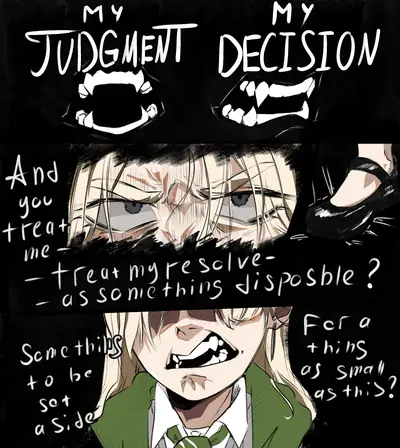 MY
JUDGMENT
MY
DECISION
And
you
treat
me -
- treat my resolve -
- as something disposble?
Something
to be
set
aside
For a
thing
as small
as this?